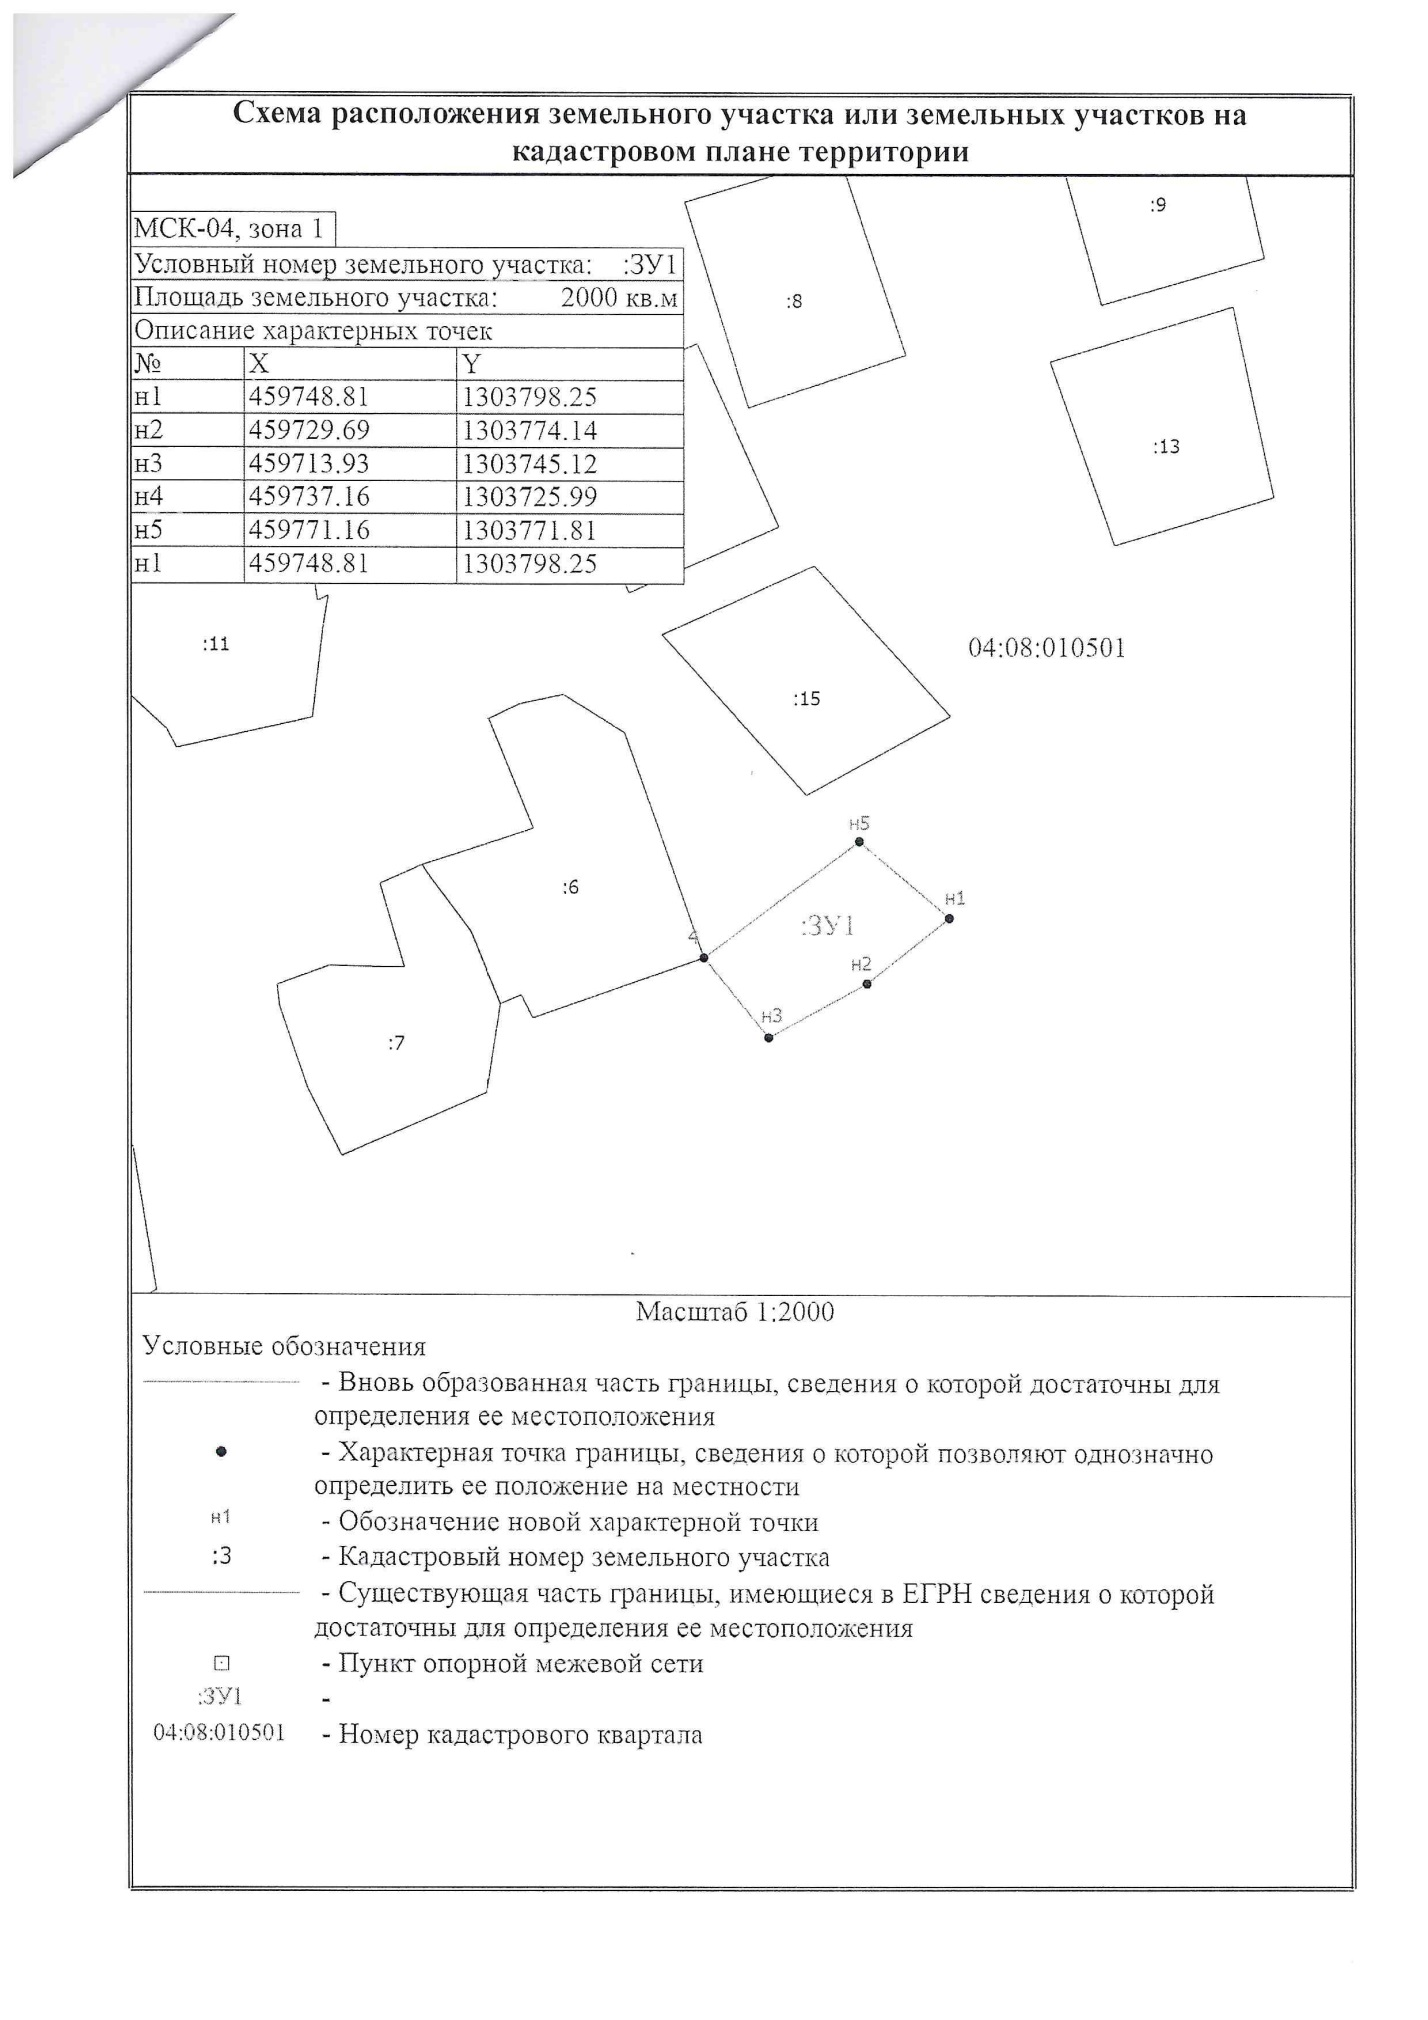 Схема расположения земельного участка или земельных участков на
кадастровом плане территории
МСК-04, зона 1
Условный номер земельного участка: :ЗУ1
Площадь земельного участка: 2000 кв.м
Описание характерных точек
№ X Y
н1 459748.81 1303798.25
н2 459729.69 1303774.14
н3 459713.93 1303745.12
н4 459737.16 1303725.99
н5 459771.16 1303771.81
н1 459748.81 1303798.25
:9
:8
:13
:11
04:08:010501
:15
н5
:6
н1
:ЗУ1
4
н2
н3
:7
Масштаб 1:2000
Условные обозначения
- Вновь образованная часть границы, сведения о которой достаточны для
определения ее местоположения
- Характерная точка границы, сведения о которой позволяют однозначно
определить ее положение на местности
н1 - Обозначение новой характерной точки
:3 - Кадастровый номер земельного участка
- Существующая часть границы, имеющиеся в ЕГРН сведения о которой
достаточны для определения ее местоположения
- Пункт опорной межевой сети
:ЗУ1 -
04:08:010501 - Номер кадастрового квартала